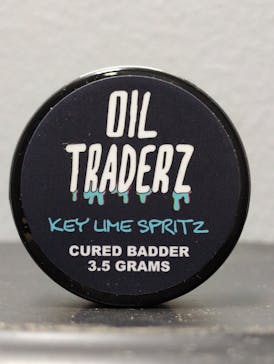 OIL
TRADERZ
KEY LIME SPRITZ
CURED BADDER
3.5 GRAMS